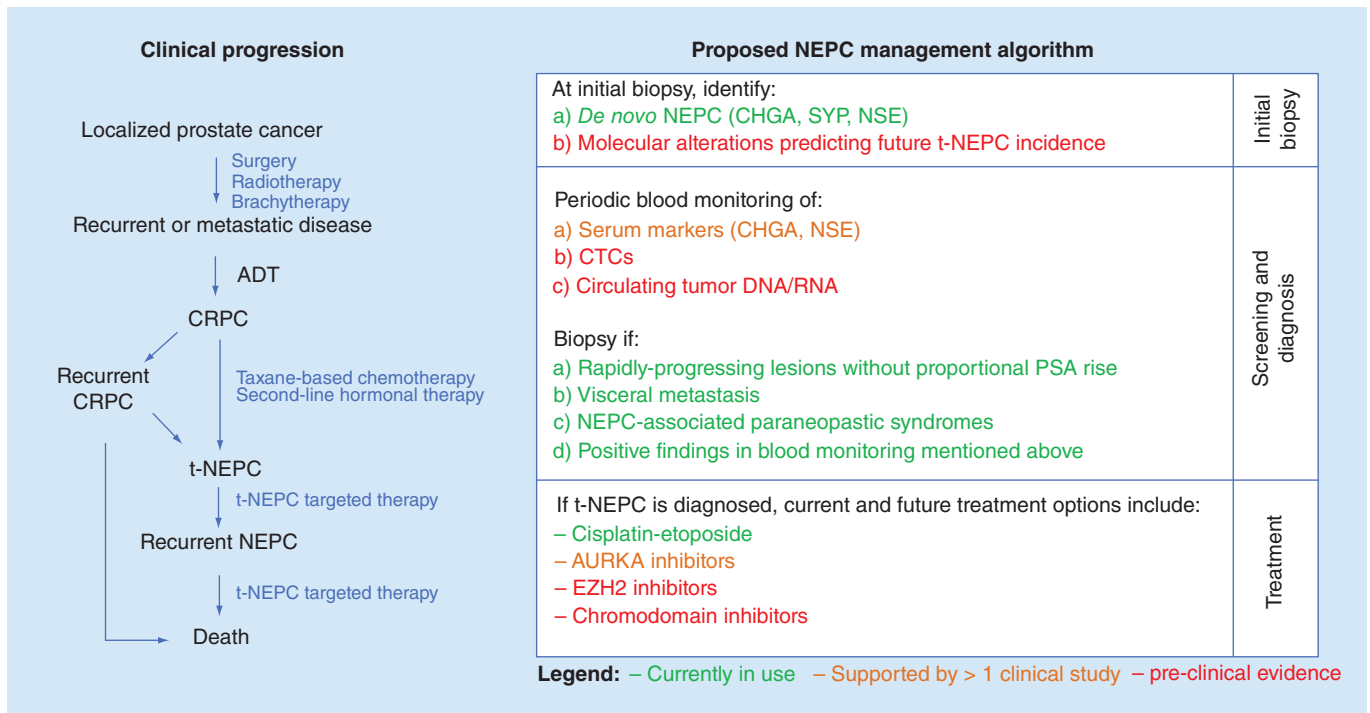 Clinical progression
Localized prostate cancer
Surgery
Radiotherapy
Brachytherapy
Recurrent or metastatic disease
ADT
CRPC
Recurrent
CRPC
Taxane-based chemotherapy
Second-line hormonal therapy
t-NEPC
t-NEPC targeted therapy
Recurrent NEPC
t-NEPC targeted therapy
Death
Proposed NEPC management algorithm
At initial biopsy, identify:
a) De novo NEPC (CHGA, SYP, NSE)
b) Molecular alterations predicting future t-NEPC incidence
Initial
biopsy
Periodic blood monitoring of:
a) Serum markers (CHGA, NSE)
b) CTCs
c) Circulating tumor DNA/RNA
Biopsy if:
a) Rapidly-progressing lesions without proportional PSA rise
b) Visceral metastasis
c) NEPC-associated paraneopastic syndromes
d) Positive findings in blood monitoring mentioned above
Screening and
diagnosis
If t-NEPC is diagnosed, current and future treatment options include:
– Cisplatin-etoposide
– AURKA inhibitors
– EZH2 inhibitors
– Chromodomain inhibitors
Treatment
Legend: – Currently in use – Supported by > 1 clinical study – pre-clinical evidence